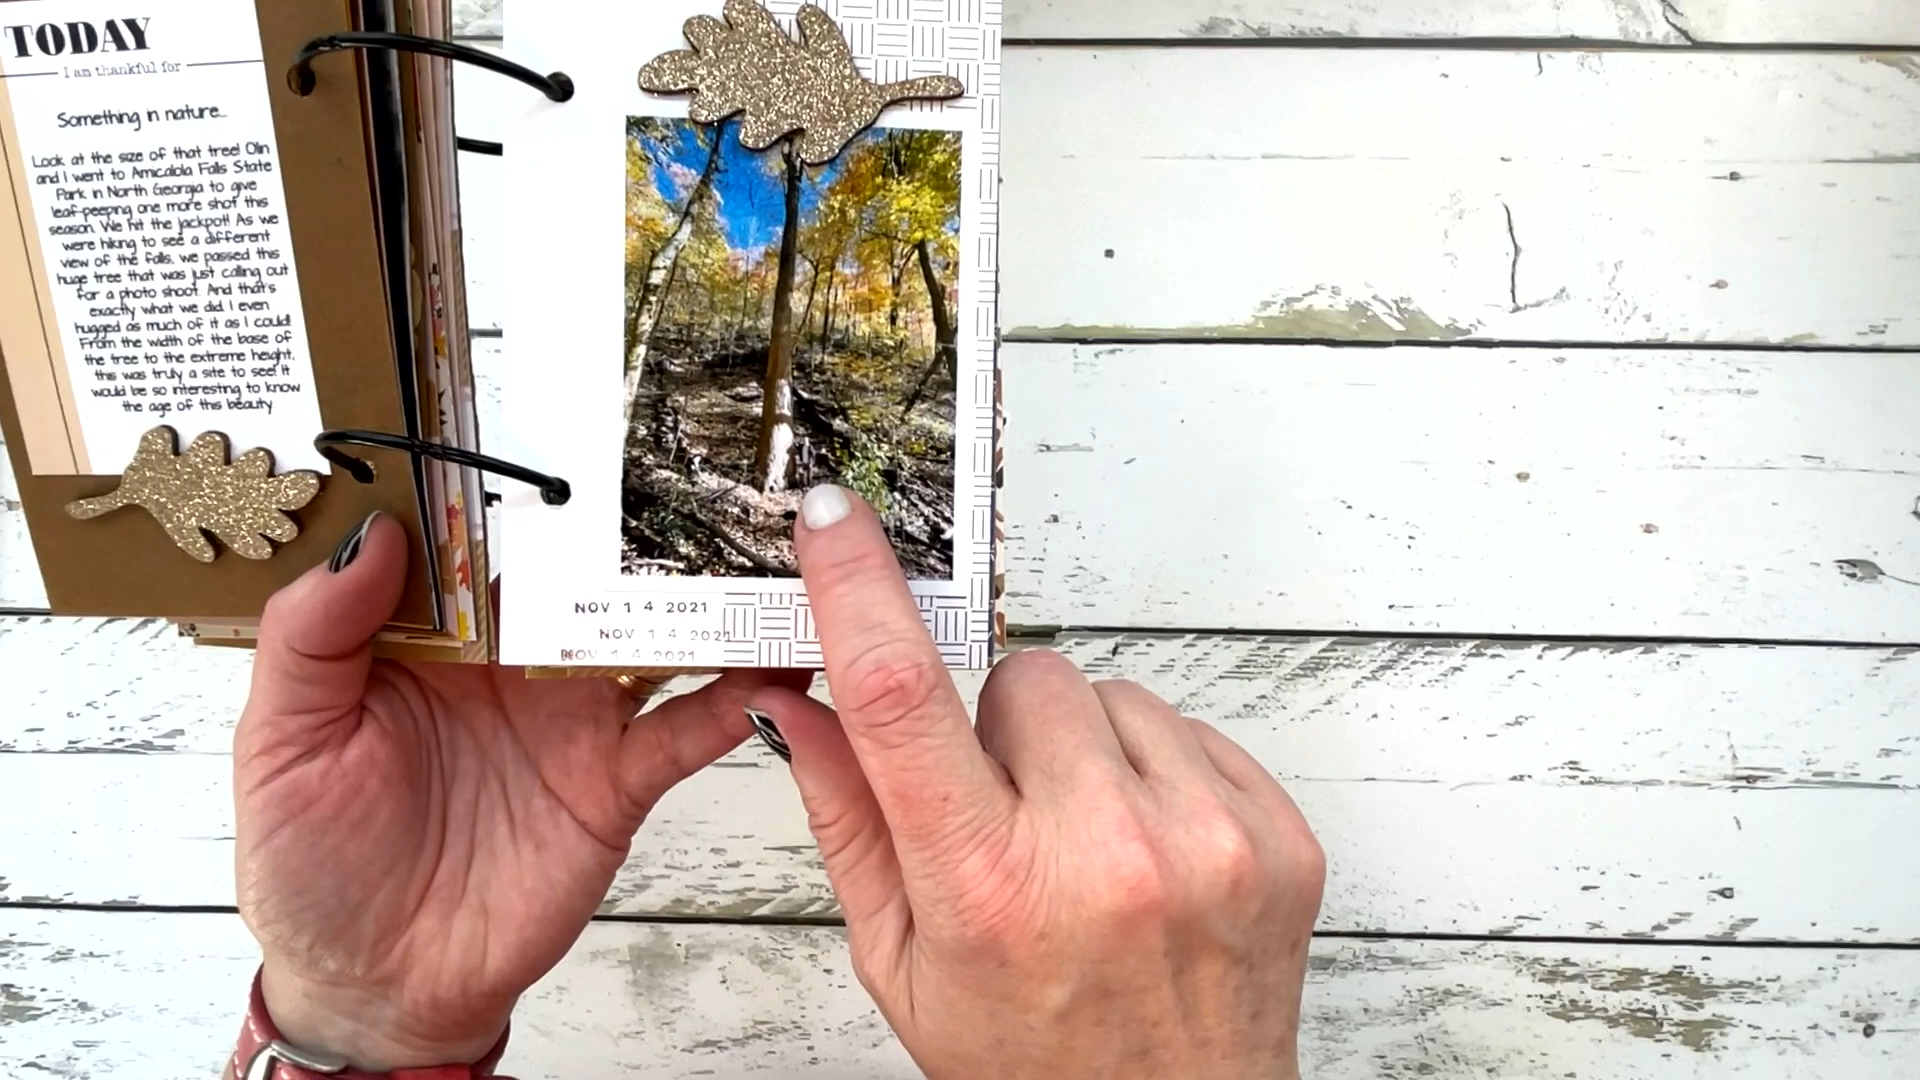 TODAY
I am thankful for
Something in nature...
Look at the size of that tree! Olin
and I went to Amicalola Falls State
Park in North Georgia to give
leaf-peeping one more shot this
season. We hit the jackpot! As we
were hiking to see a different
view of the falls, we passed this
huge tree that was just calling out
for a photo shoot. And that's
exactly what we did. I even
hugged as much of it as I could!
From the width of the base of
the tree to the extreme height,
this was truly a site to see! It
would be so interesting to know
the age of this beauty
NOV 14 2021
NOV 14 2021
NOV 14 2021